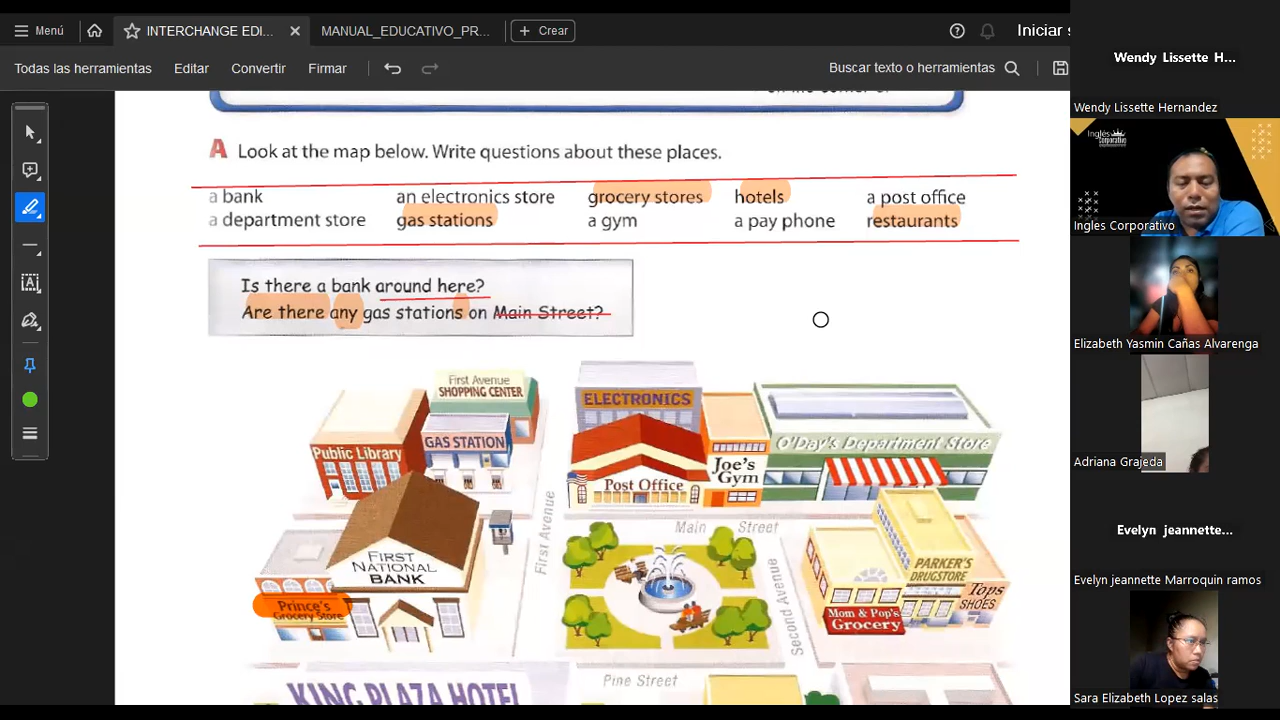 Menú
INTERCHANGE EDI...
MANUAL_EDUCATIVO_PR...
Crear
Iniciar s
Todas las herramientas
Editar
Convertir
Firmar
Buscar texto o herramientas
on the corner of
A Look at the map below. Write questions about these places.
a bank an electronics store grocery stores hotels a post office
a department store gas stations a gym a pay phone restaurants
Is there a bank around here?
Are there any gas stations on Main Street?
First Avenue
SHOPPING CENTER
GAS STATION
Public Library
ELECTRONICS
Post Office
Joe's
Gym
O'Day's Department Store
First Avenue
Main Street
FIRST
NATIONAL
BANK
Prince's
Grocery Store
Second Avenue
PARKER'S
DRUGSTORE
Tops
SHOES
Mom & Pop's
Grocery
Pine Street
KING PLAZA HOTEL
Wendy Lissette H...
Wendy Lissette Hernandez
Inglés
Corporativo
Ingles Corporativo
Elizabeth Yasmin Cañas Alvarenga
Adriana Grajeda
Evelyn jeannette...
Evelyn jeannette Marroquin ramos
Sara Elizabeth Lopez salas